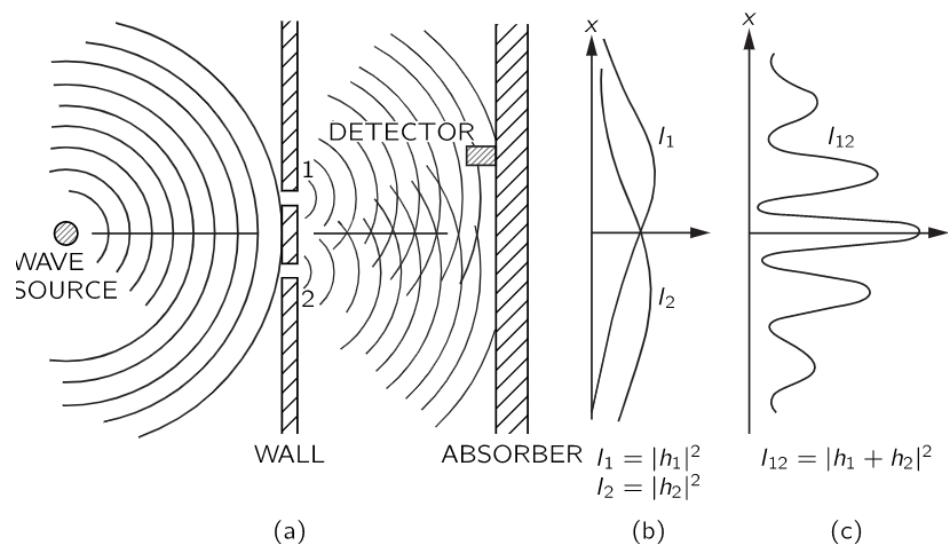 WAVE
SOURCE
1
2
WALL
DETECTOR
ABSORBER
x
I₁
I₂
I₁ = |h₁|²
I₂ = |h₂|²
x
I₁₂
I₁₂ = |h₁ + h₂|²
(a)
(b)
(c)